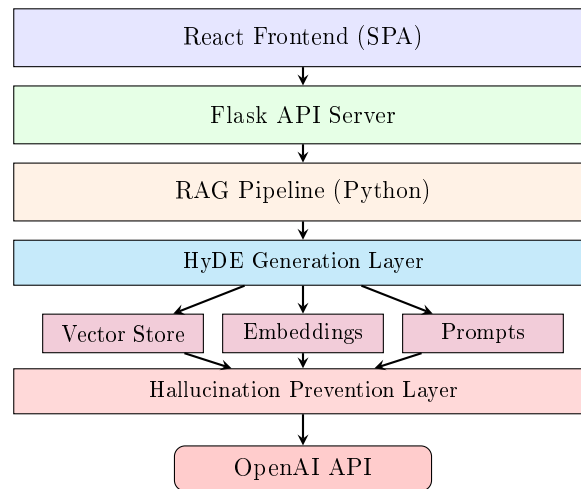 React Frontend (SPA)
Flask API Server
RAG Pipeline (Python)
HyDE Generation Layer
Vector Store
Embeddings
Prompts
Hallucination Prevention Layer
OpenAI API